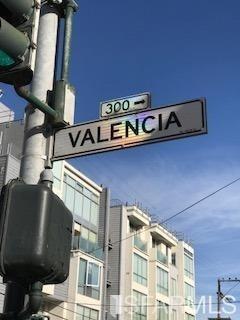 300 →
VALENCIA
SFARMLS